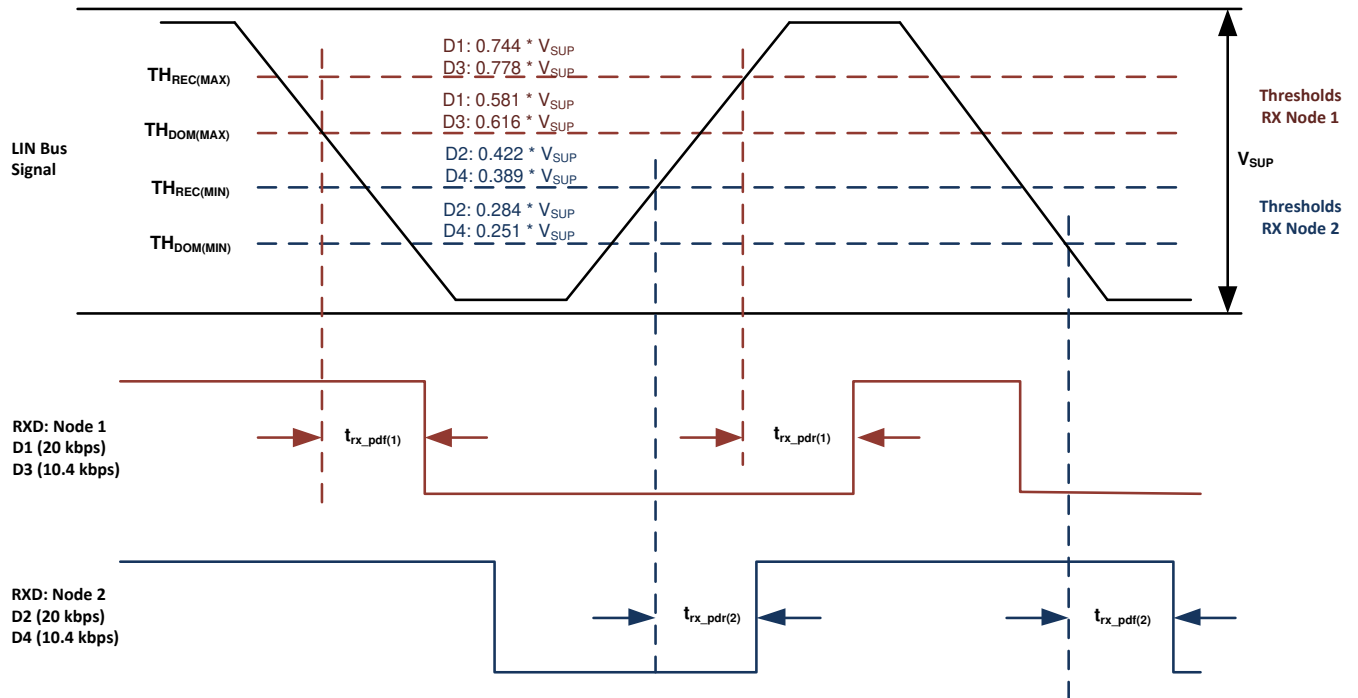 D1: 0.744 * VSUP
THREC(MAX)
D3: 0.778 * VSUP
D1: 0.581 * VSUP
THDOM(MAX)
D3: 0.616 * VSUP
Thresholds
RX Node 1
LIN Bus
Signal
D2: 0.422 * VSUP
THREC(MIN)
D4: 0.389 * VSUP
VSUP
D2: 0.284 * VSUP
THDOM(MIN)
D4: 0.251 * VSUP
Thresholds
RX Node 2
RXD: Node 1
D1 (20 kbps)
D3 (10.4 kbps)
trx_pdf(1)
trx_pdr(1)
RXD: Node 2
D2 (20 kbps)
D4 (10.4 kbps)
trx_pdr(2)
trx_pdf(2)